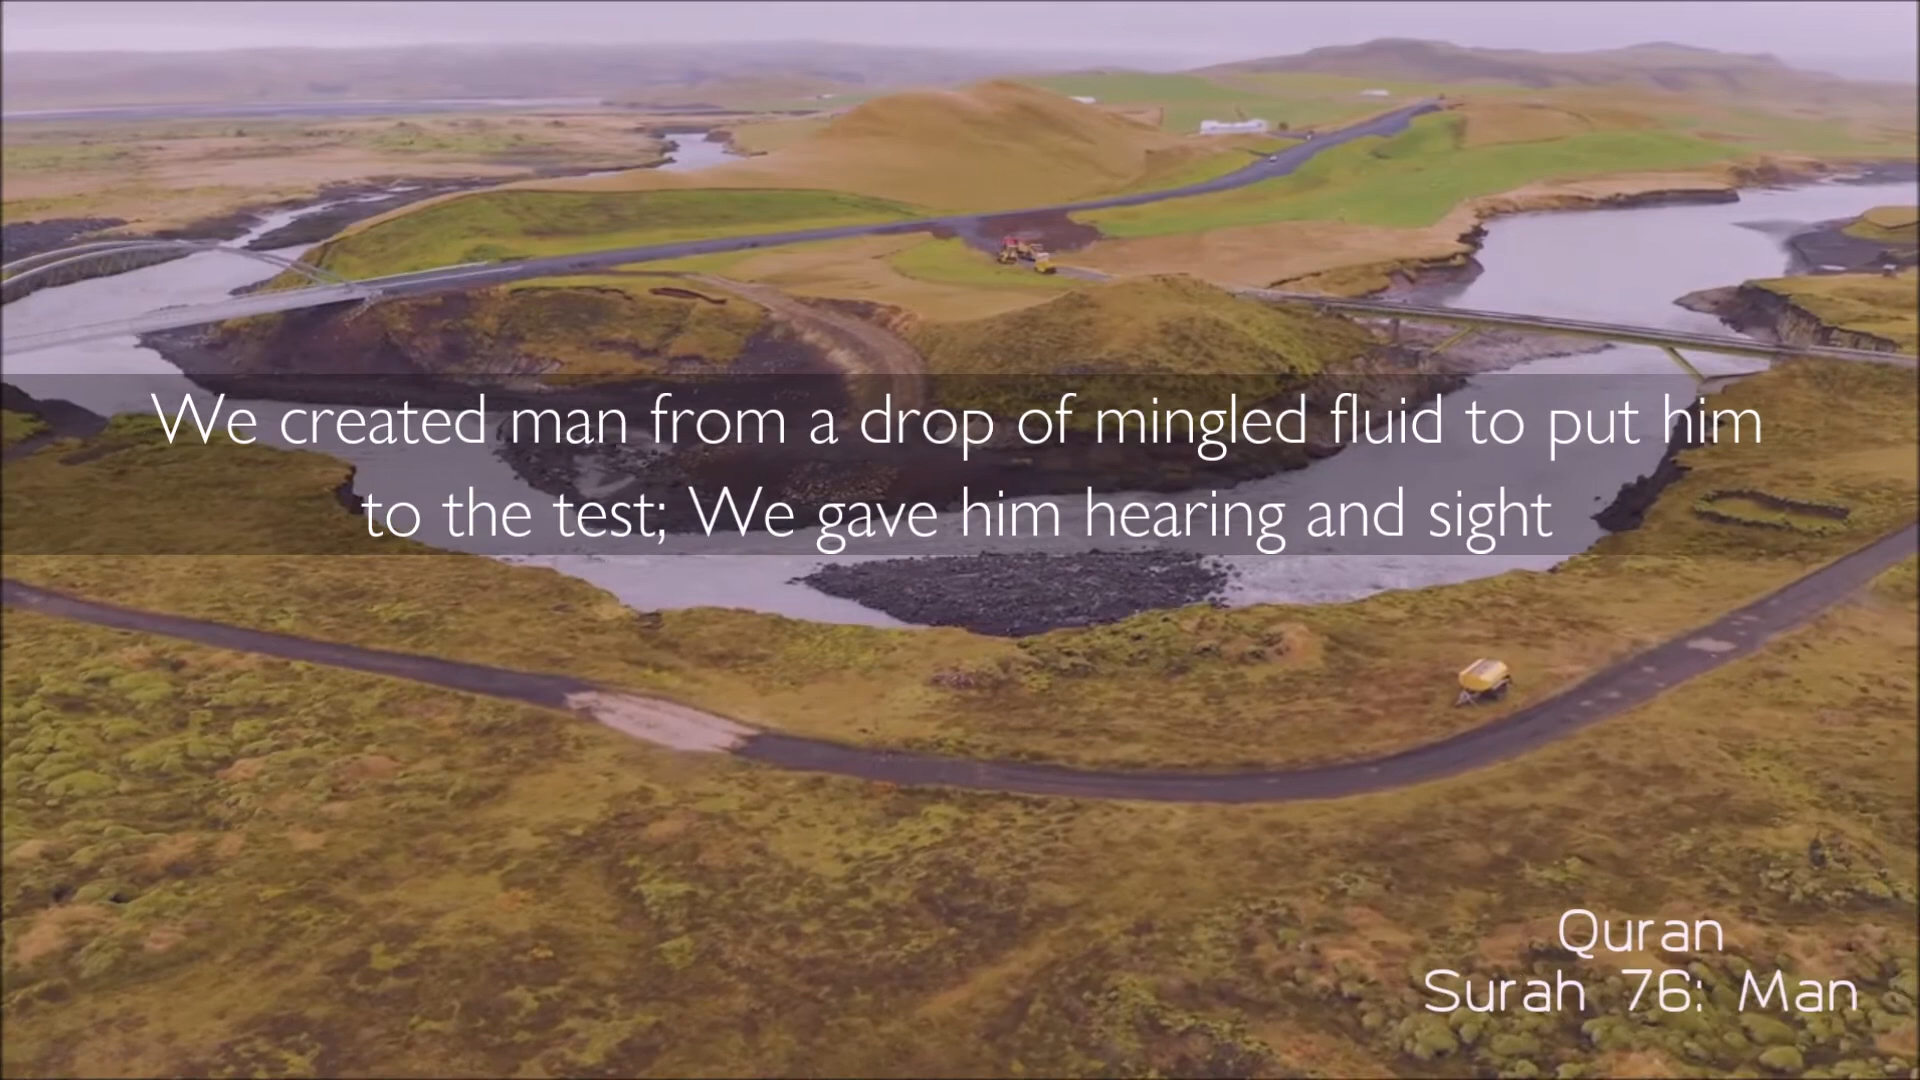 We created man from a drop of mingled fluid to put him
to the test; We gave him hearing and sight
Quran
Surah 76: Man